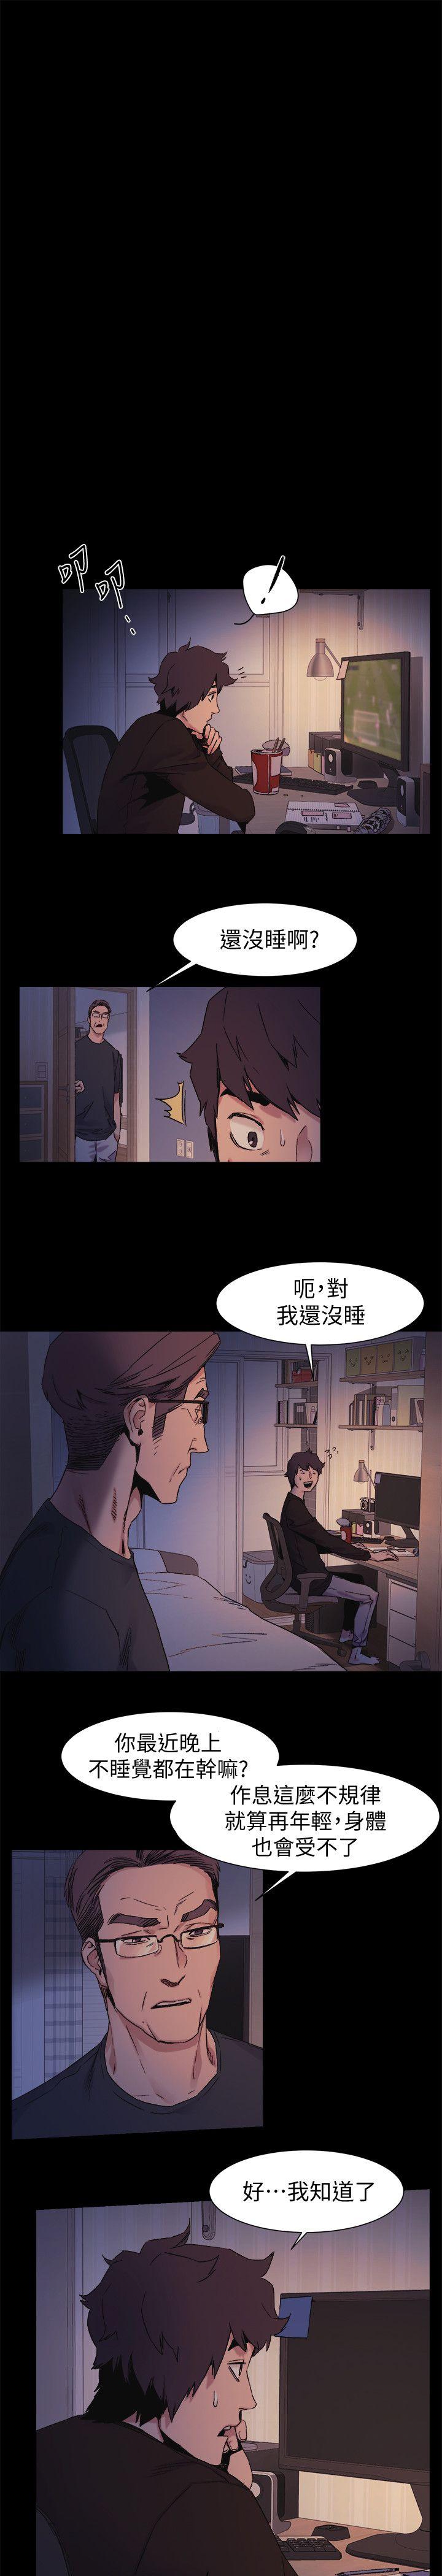 叩
叩…
還沒睡啊?
呃，對
我還沒睡
你最近晚上
不睡覺都在幹嘛?
作息這麼不規律
就算再年輕，身體
也會受不了
好…我知道了